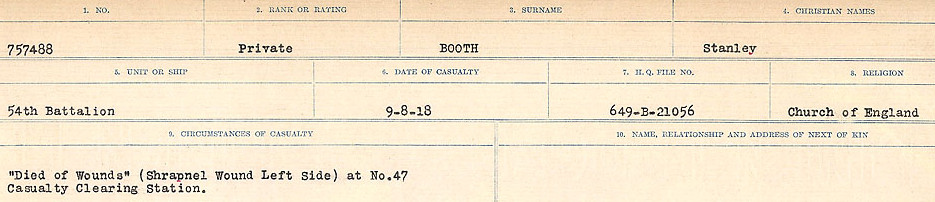 1. NO. 2. RANK OR RATING 3. SURNAME 4. CHRISTIAN NAMES
757488 Private BOOTH Stanley
5. UNIT OR SHIP 6. DATE OF CASUALTY 7. H. Q. FILE NO. 8. RELIGION
54th Battalion 9-8-18 649-B-21056 Church of England
9. CIRCUMSTANCES OF CASUALTY 10. NAME, RELATIONSHIP AND ADDRESS OF NEXT OF KIN
"Died of Wounds" (Shrapnel Wound Left Side) at No.47
Casualty Clearing Station.